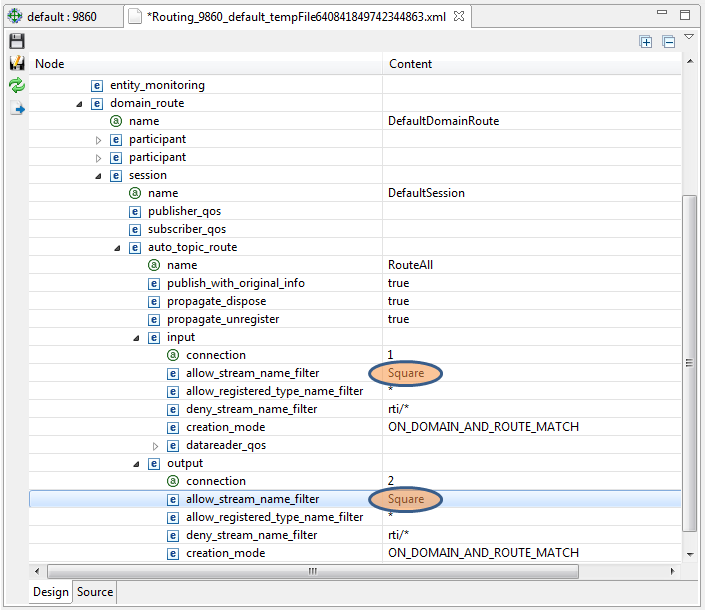 default : 9860
*Routing_9860_default_tempFile640841849742344863.xml
Node Content
entity_monitoring
domain_route
name DefaultDomainRoute
participant
participant
session
name DefaultSession
publisher_qos
subscriber_qos
auto_topic_route
name RouteAll
publish_with_original_info true
propagate_dispose true
propagate_unregister true
input
connection 1
allow_stream_name_filter Square
allow_registered_type_name_filter *
deny_stream_name_filter rti/*
creation_mode ON_DOMAIN_AND_ROUTE_MATCH
datareader_qos
output
connection 2
allow_stream_name_filter Square
allow_registered_type_name_filter *
deny_stream_name_filter rti/*
creation_mode ON_DOMAIN_AND_ROUTE_MATCH
Design Source